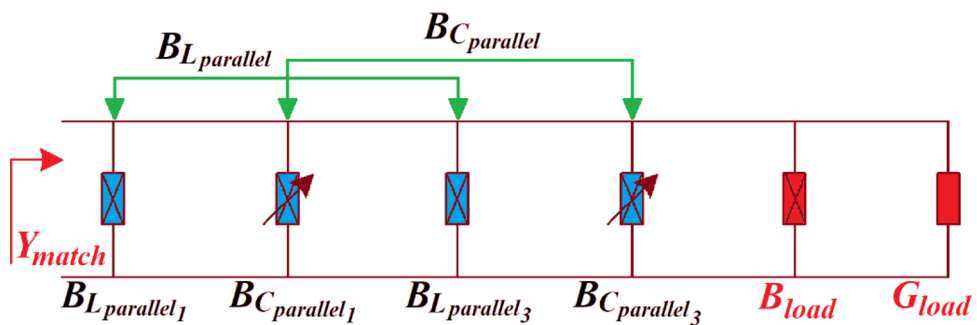 B_{L_{parallel}}
B_{C_{parallel}}
Y_{match}
B_{L_{parallel_1}} B_{C_{parallel_1}} B_{L_{parallel_3}} B_{C_{parallel_3}} B_{load} G_{load}